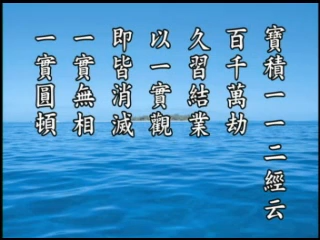 寶積一一二經云
百千萬劫
久習結業
以一實觀
即皆消滅
一實無相
一實圓頓